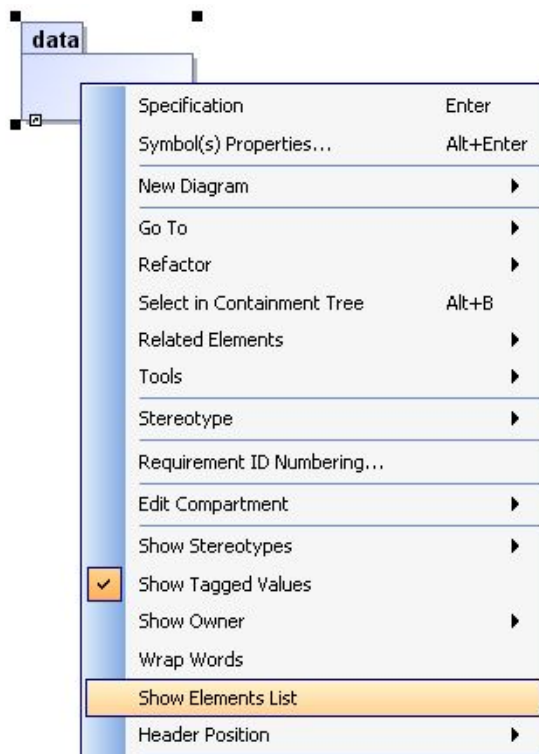 data
Specification Enter
Symbol(s) Properties... Alt+Enter
New Diagram
Go To
Refactor
Select in Containment Tree Alt+B
Related Elements
Tools
Stereotype
Requirement ID Numbering...
Edit Compartment
Show Stereotypes
Show Tagged Values
Show Owner
Wrap Words
Show Elements List
Header Position